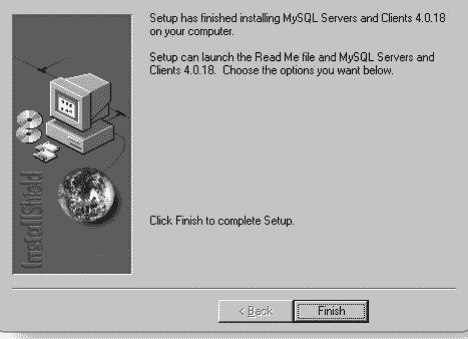 Setup has finished installing MySQL Servers and Clients 4.0.18
on your computer.
Setup can launch the Read Me file and MySQL Servers and
Clients 4.0.18.  Choose the options you want below.
InstallShield
Click Finish to complete Setup.
< Back
Finish